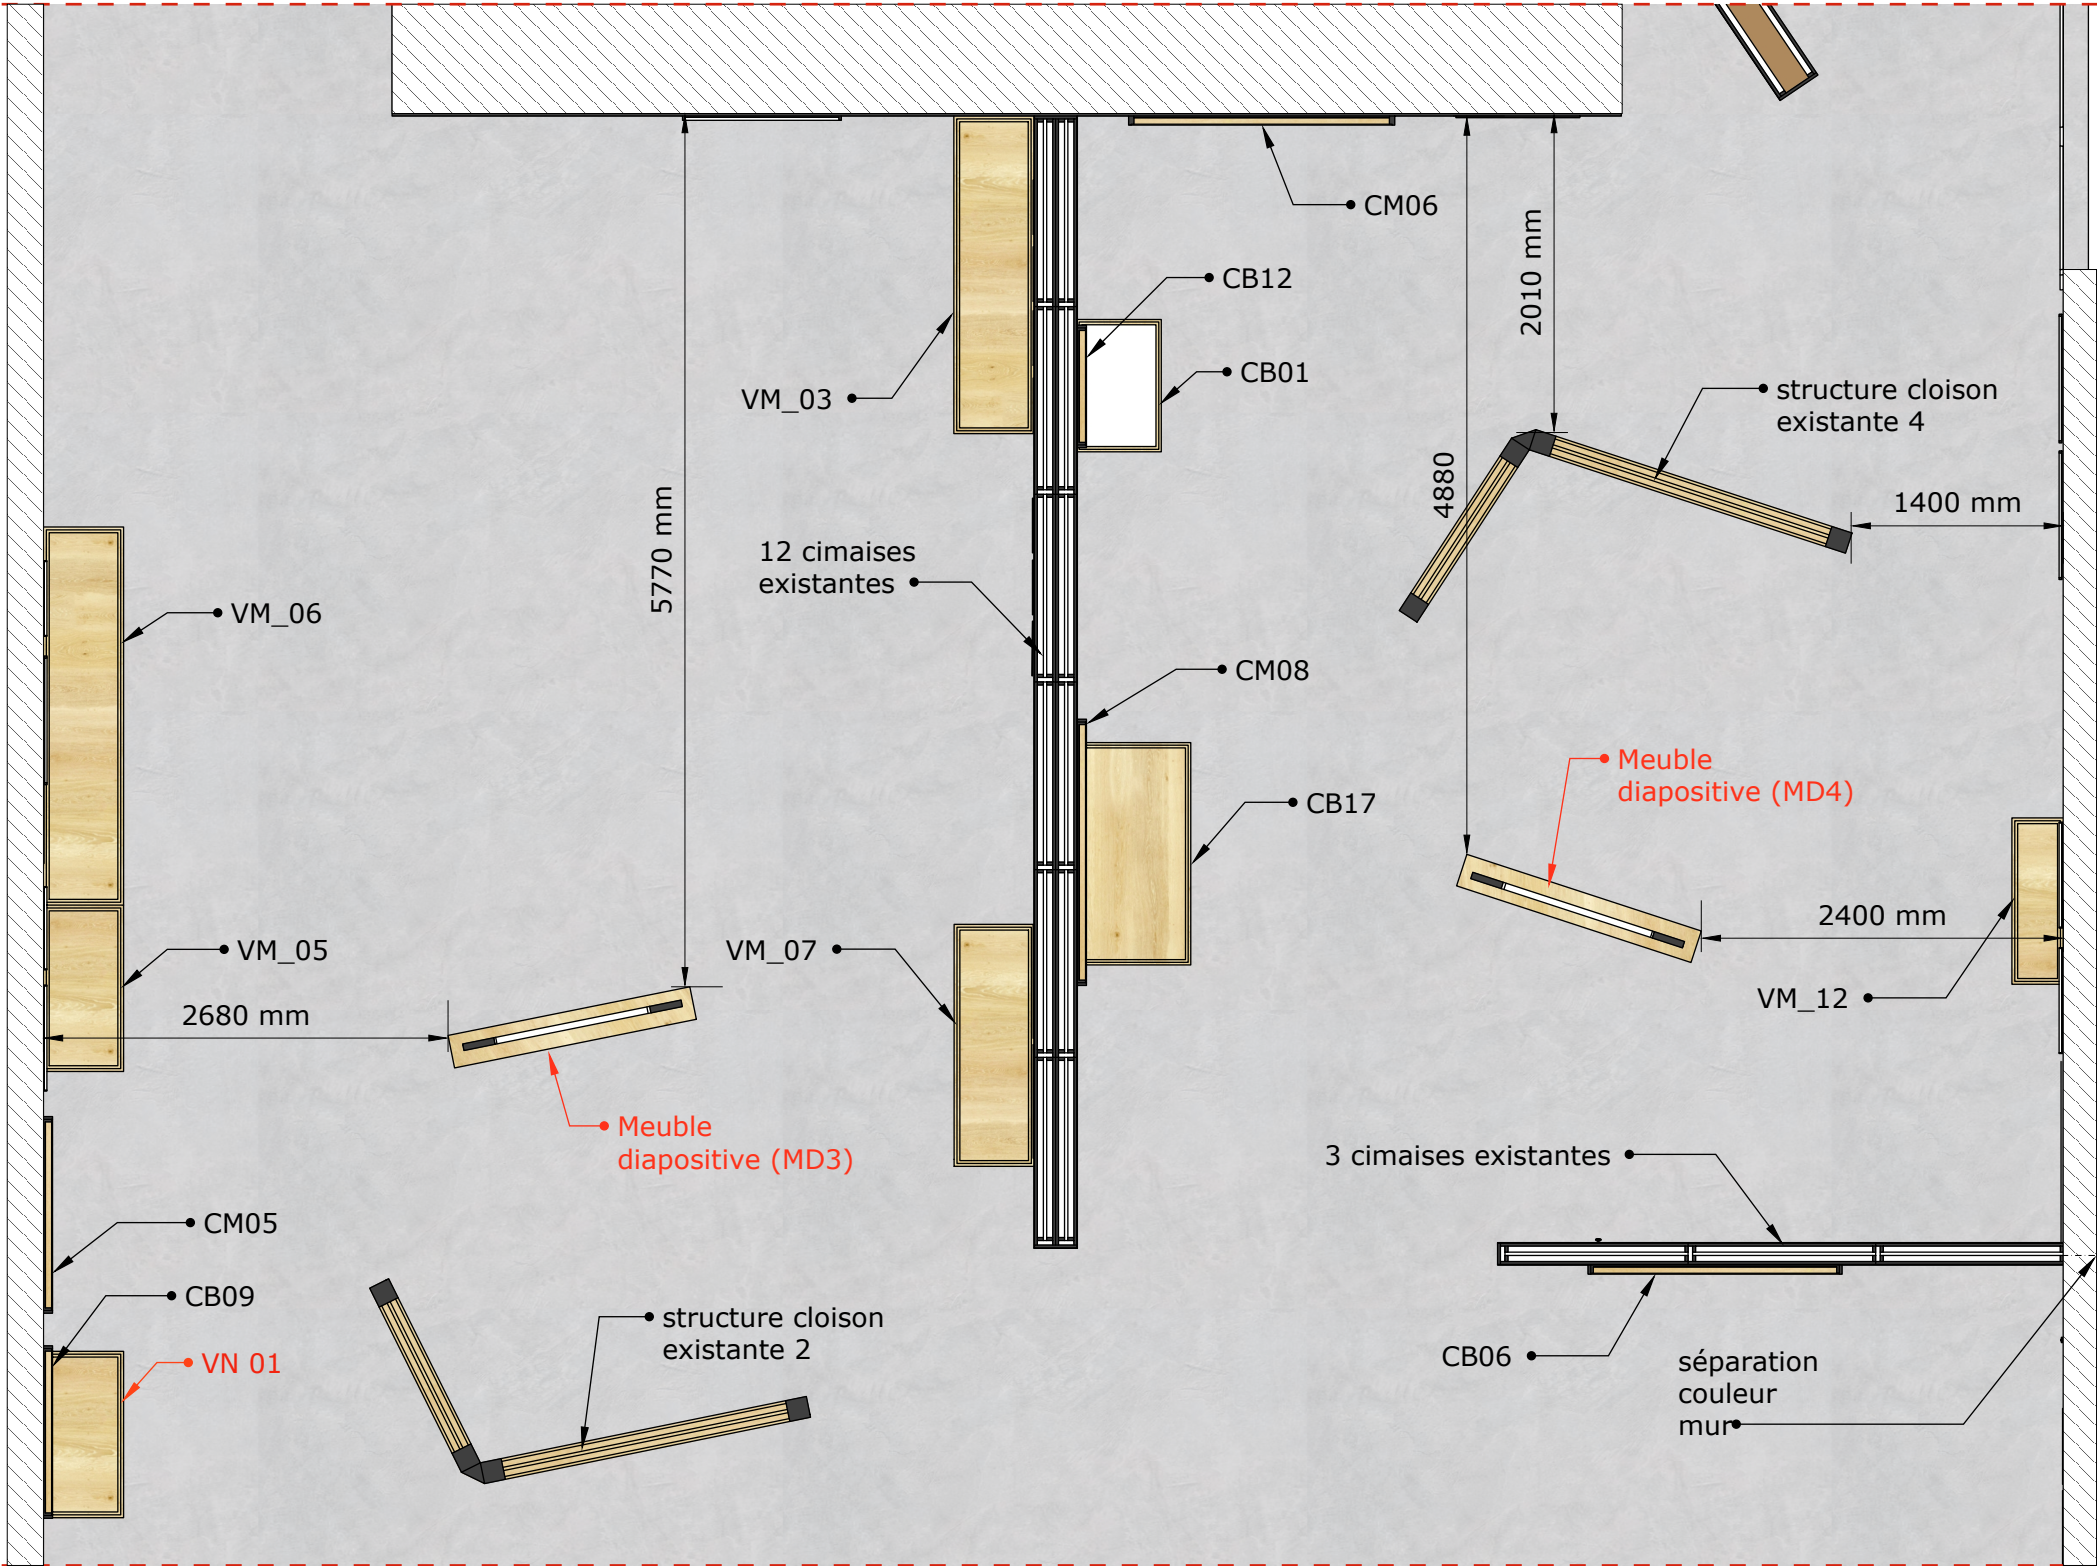 CM06
CB12
2010 mm
CB01
VM_03
structure cloison
existante 4
4880
1400 mm
5770 mm
12 cimaises
existantes
VM_06
CM08
Meuble
diapositive (MD4)
CB17
2400 mm
VM_05
VM_07
VM_12
2680 mm
Meuble
diapositive (MD3)
3 cimaises existantes
CM05
CB09
structure cloison
existante 2
VN 01
CB06
séparation
couleur
mur